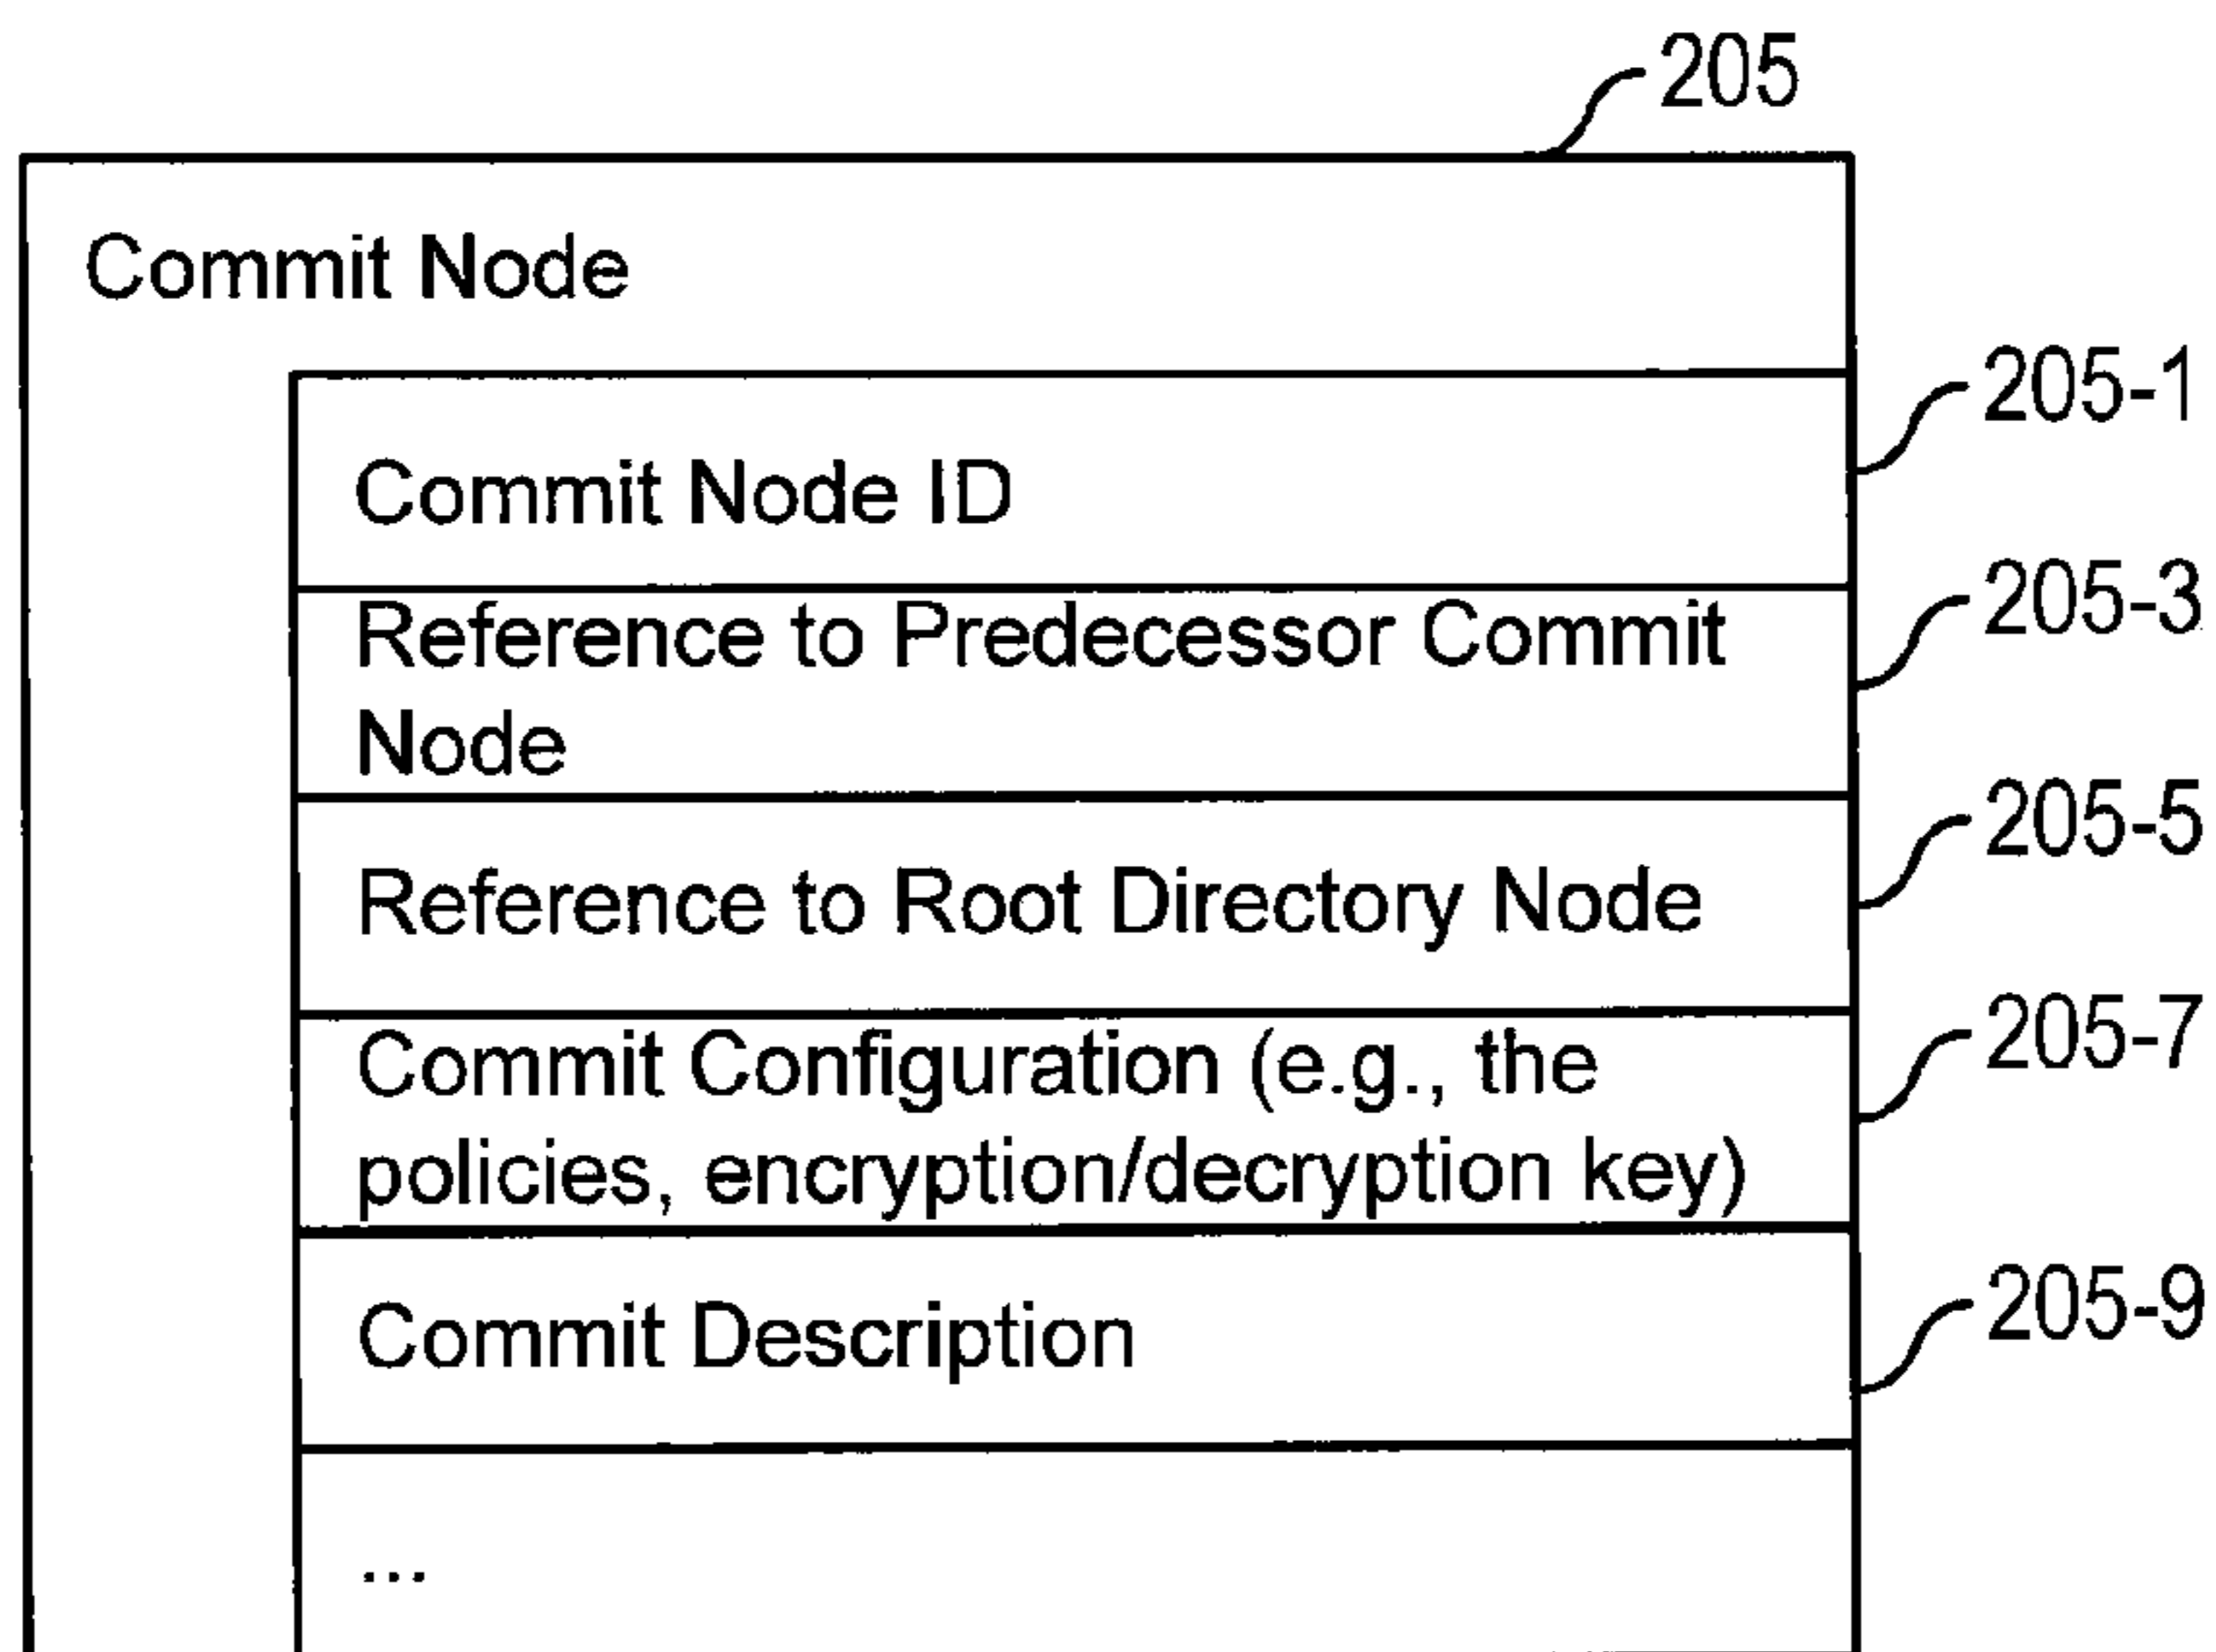 205
Commit Node
205-1
Commit Node ID
205-3
Reference to Predecessor Commit
Node
205-5
Reference to Root Directory Node
205-7
Commit Configuration (e.g., the
policies, encryption/decryption key)
205-9
Commit Description
...